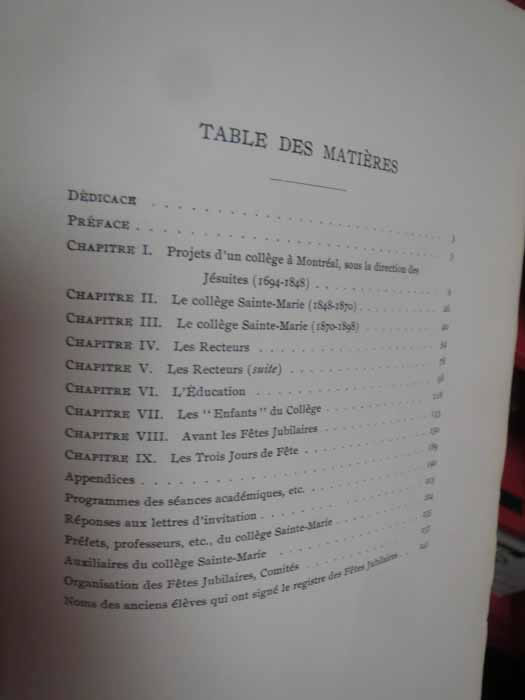 TABLE DES MATIÈRES
DÉDICACE
PRÉFACE
CHAPITRE I. Projets d'un collège à Montréal, sous la direction des
Jésuites (1694-1848)
CHAPITRE II. Le collège Sainte-Marie (1848-1870)
CHAPITRE III. Le collège Sainte-Marie (1870-1898)
CHAPITRE IV. Les Recteurs
CHAPITRE V. Les Recteurs (suite)
CHAPITRE VI. L'Éducation
CHAPITRE VII. Les "Enfants" du Collège
CHAPITRE VIII. Avant les Fêtes Jubilaires
CHAPITRE IX. Les Trois Jours de Fête
Appendices
Programmes des séances académiques, etc.
Réponses aux lettres d'invitation
Préfets, professeurs, etc., du collège Sainte-Marie
Auxiliaires du collège Sainte-Marie
Organisation des Fêtes Jubilaires, Comités
Noms des anciens élèves qui ont signé le registre des Fêtes Jubilaires